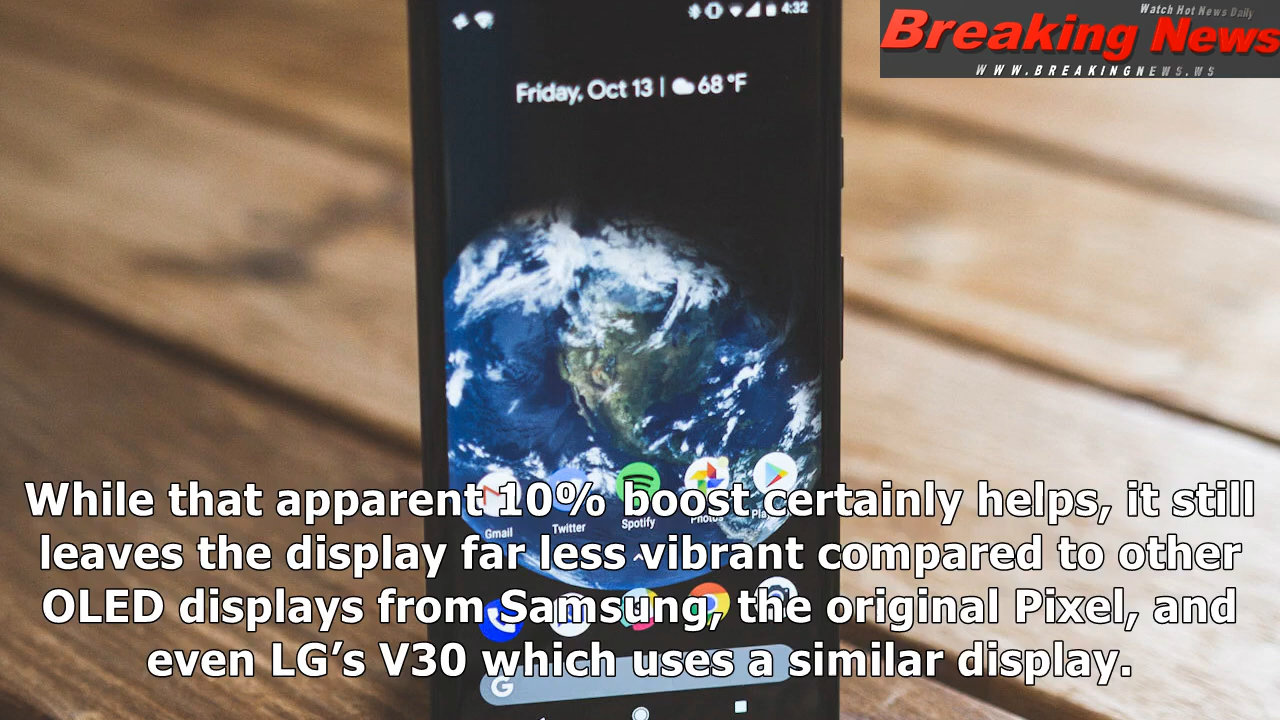 Watch Hot News Daily
Breaking News
WWW.BREAKINGNEWS.WS
4:32
Friday, Oct 13 | 68 °F
While that apparent 10% boost certainly helps, it still
leaves the display far less vibrant compared to other
OLED displays from Samsung, the original Pixel, and
even LG’s V30 which uses a similar display.
Gmail
Twitter
Spotify
Photos
G